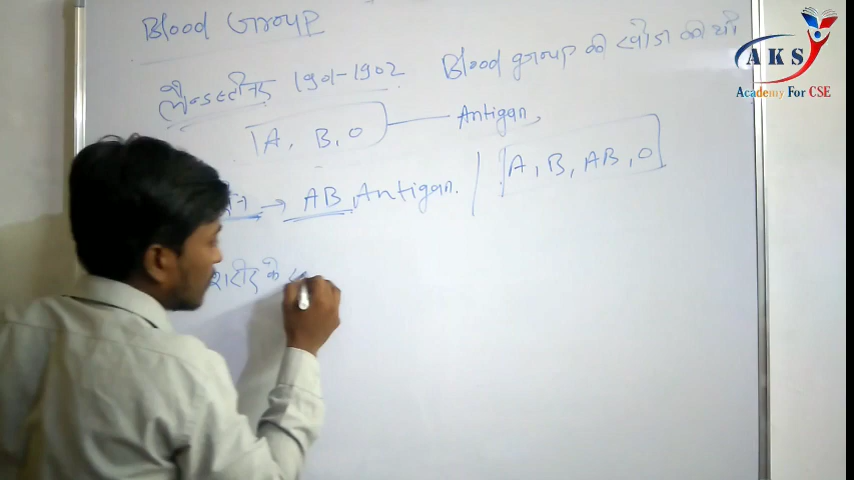 Blood Group
लैन्डस्टीनर 1901-1902 Blood group की खोज की थी
A, B, O — Antigan,
→ AB, Antigan. | [A, B, AB, O]
शरीर के
AKS
Academy For CSE